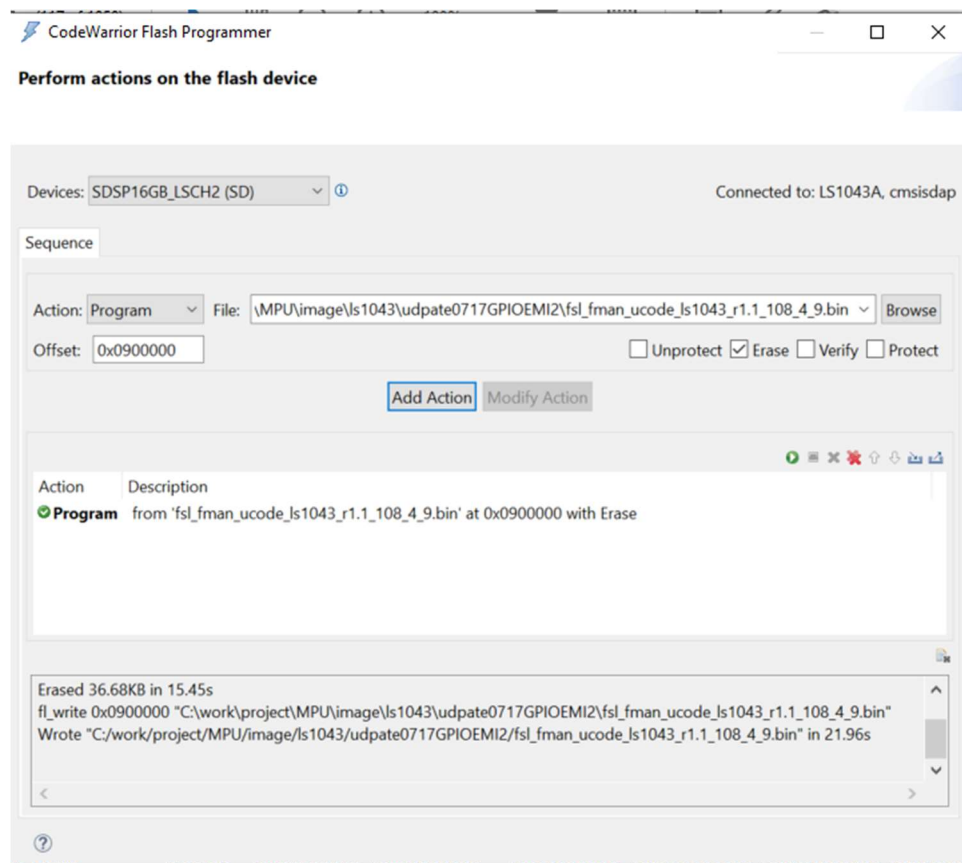 CodeWarrior Flash Programmer
Perform actions on the flash device
Devices: SDSP16GB_LSCH2 (SD) Connected to: LS1043A, cmsisdap
Sequence
Action: Program File: \MPU\image\ls1043\udpate0717GPIOEMI2\fsl_fman_ucode_ls1043_r1.1_108_4_9.bin Browse
Offset: 0x0900000 Unprotect Erase Verify Protect
Add Action Modify Action
Action Description
Program from 'fsl_fman_ucode_ls1043_r1.1_108_4_9.bin' at 0x0900000 with Erase
Erased 36.68KB in 15.45s
fl_write 0x0900000 "C:\work\project\MPU\image\ls1043\udpate0717GPIOEMI2\fsl_fman_ucode_ls1043_r1.1_108_4_9.bin"
Wrote "C:/work/project/MPU/image/ls1043/udpate0717GPIOEMI2/fsl_fman_ucode_ls1043_r1.1_108_4_9.bin" in 21.96s